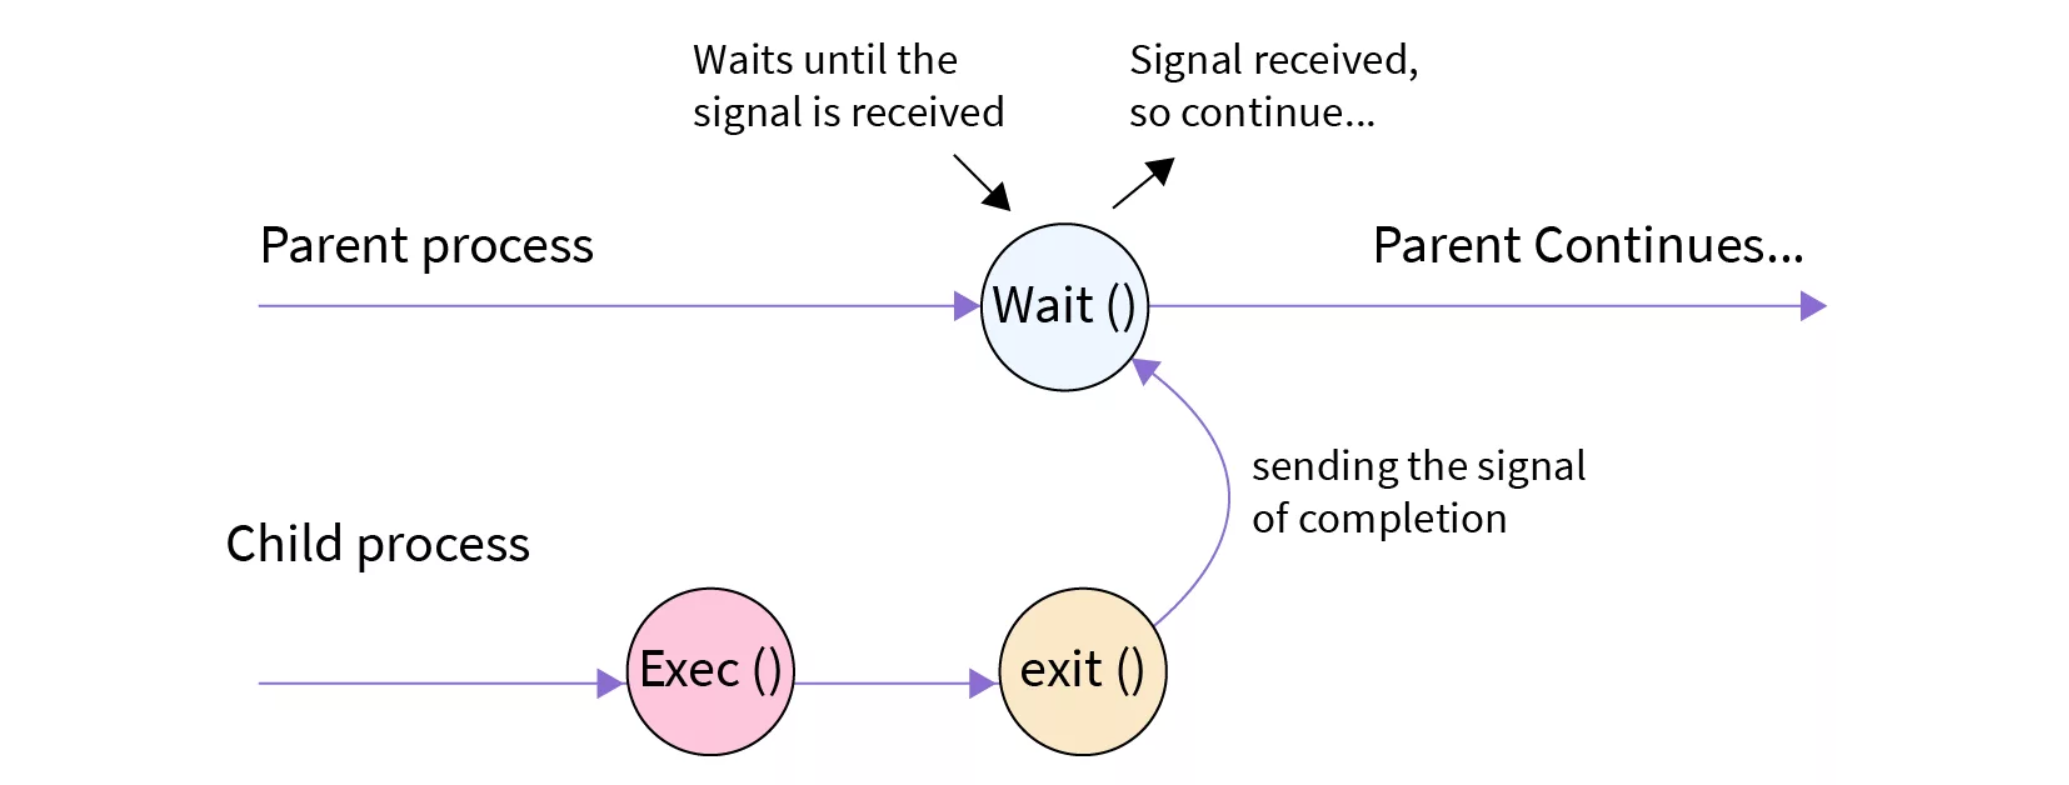 Waits until the
signal is received
Signal received,
so continue...
Parent process
Wait ()
Parent Continues...
sending the signal
of completion
Child process
Exec ()
exit ()